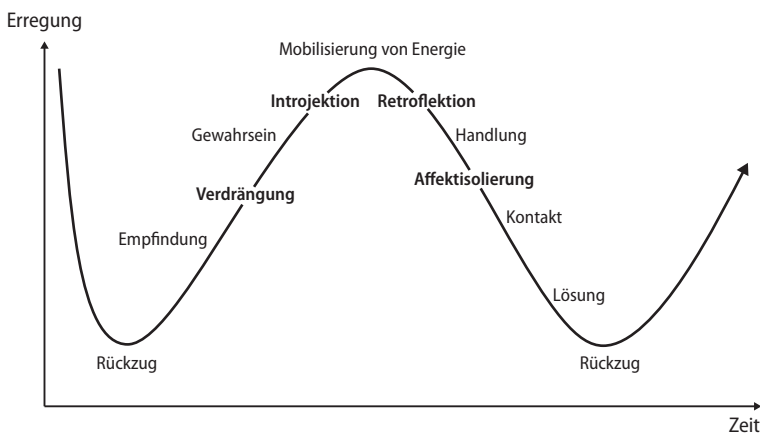 Erregung
Mobilisierung von Energie
Introjektion Retroflektion
Gewahrsein
Handlung
Affektisolierung
Verdrängung
Kontakt
Empfindung
Lösung
Rückzug
Rückzug
Zeit